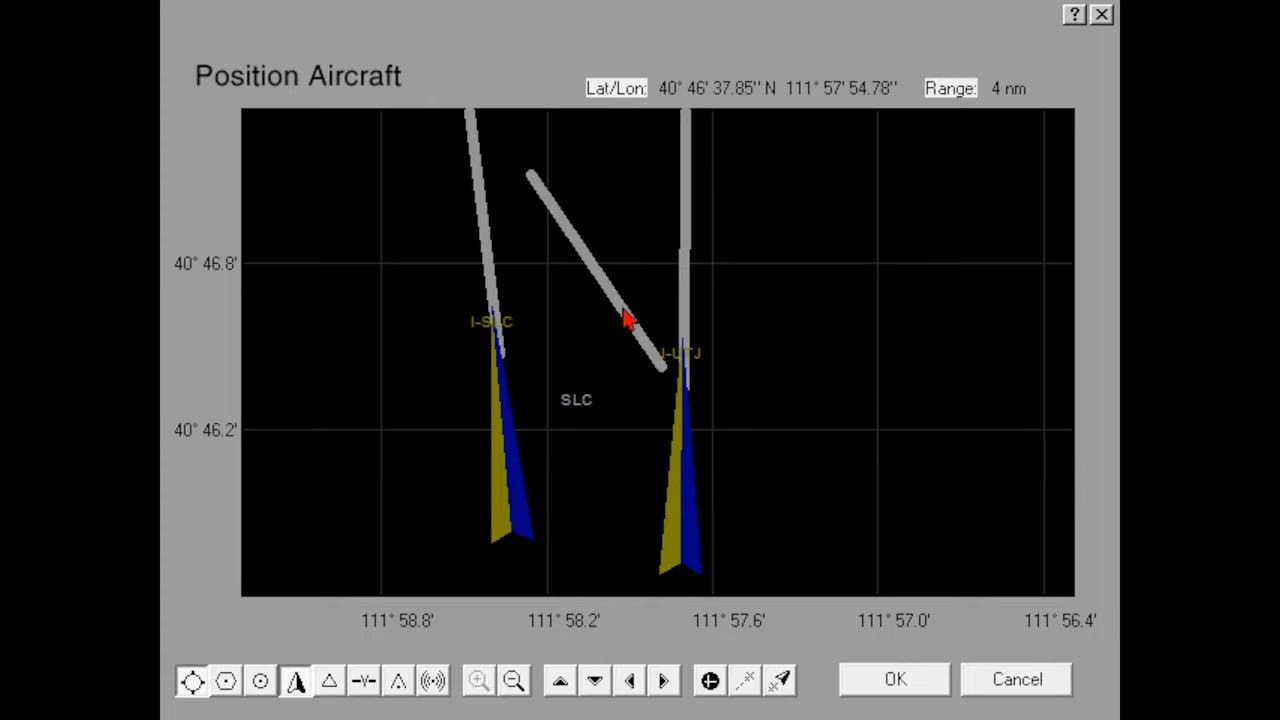 Position Aircraft
Lat/Lon: 40° 46' 37.85'' N 111° 57' 54.78'' Range: 4 nm
40° 46.8'
I-SLC
I-UTJ
SLC
40° 46.2'
111° 58.8' 111° 58.2' 111° 57.6' 111° 57.0' 111° 56.4'
OK Cancel